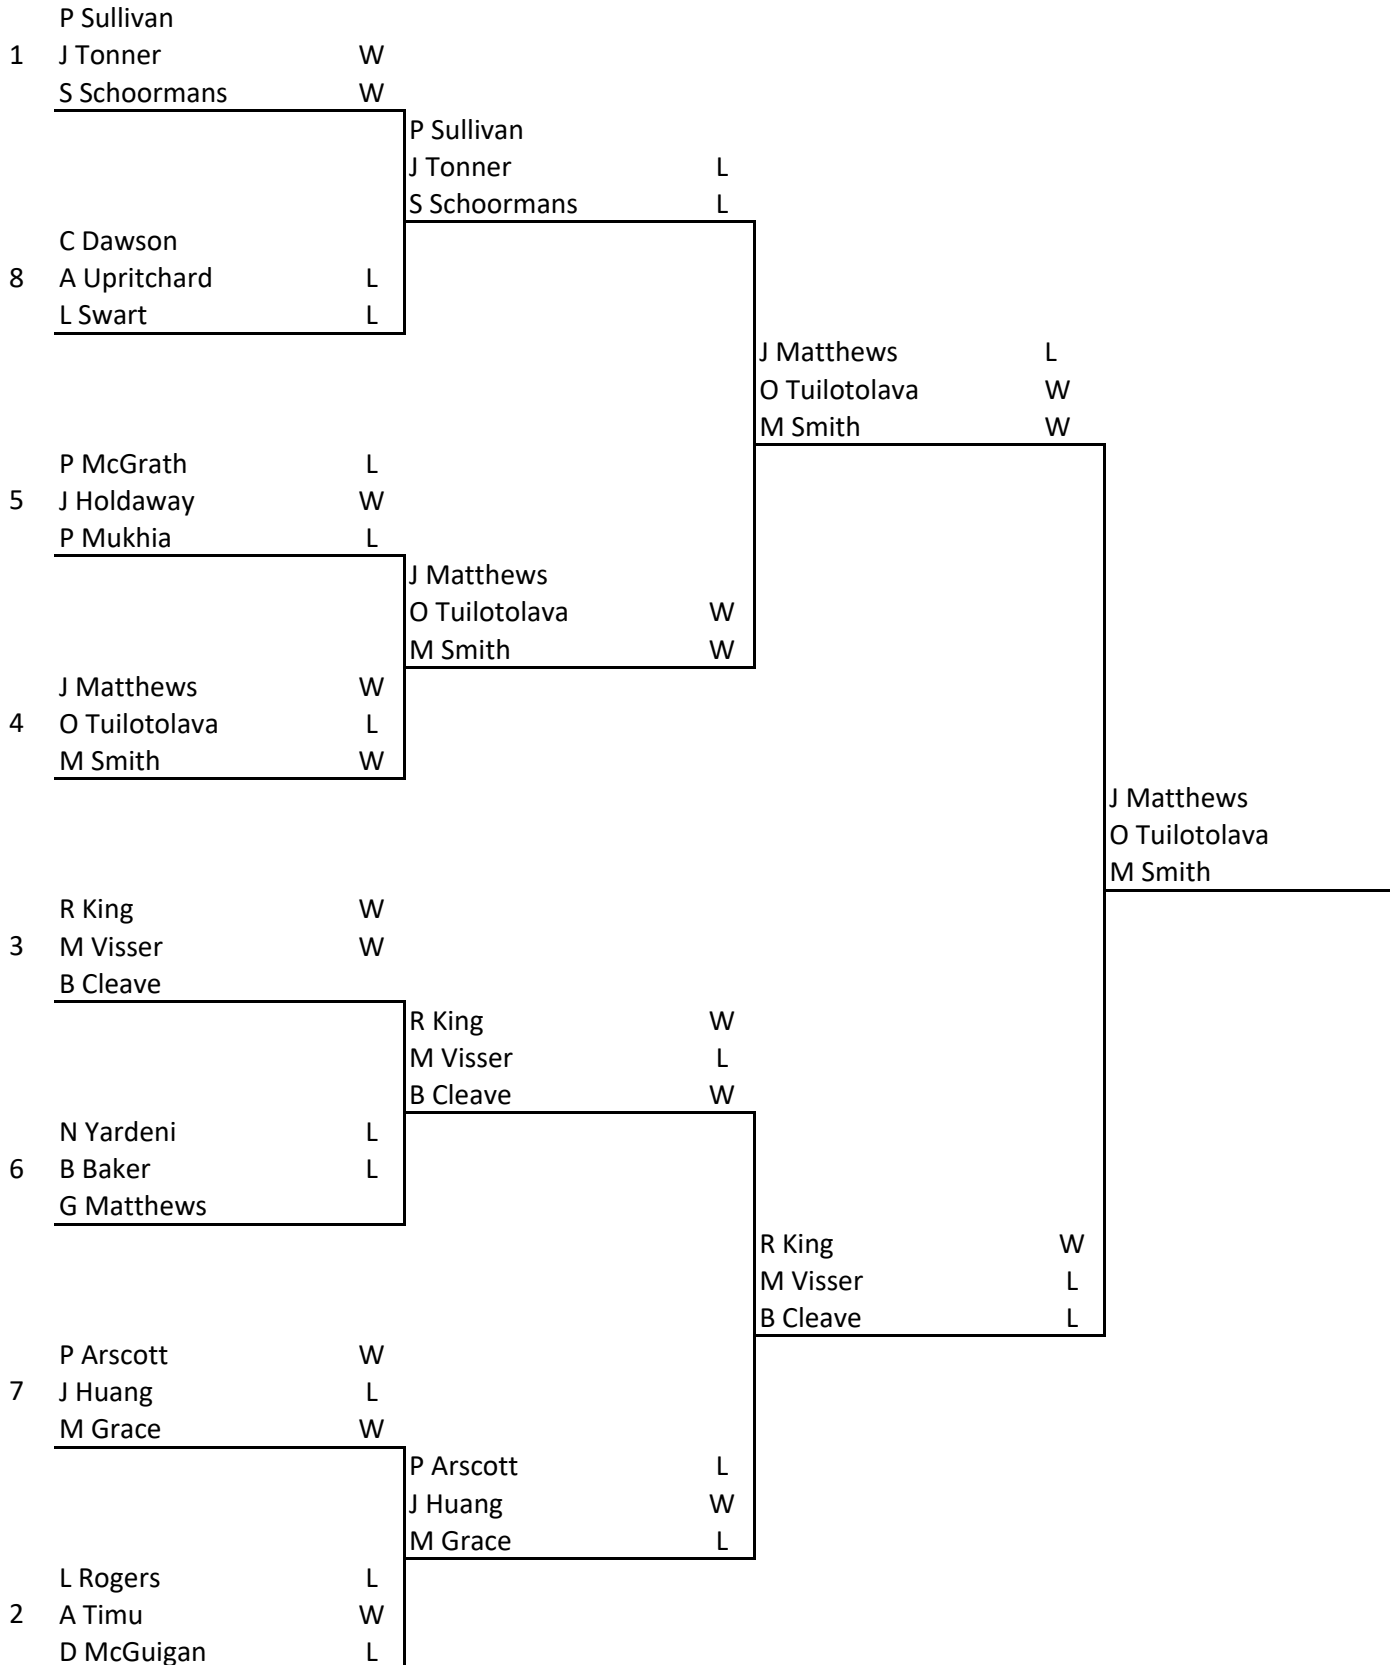 P Sullivan
1 J Tonner W
S Schoormans W
P Sullivan
J Tonner L
S Schoormans L
C Dawson
8 A Upritchard L
L Swart L
J Matthews L
O Tuilotolava W
M Smith W
P McGrath L
5 J Holdaway W
P Mukhia L
J Matthews
O Tuilotolava W
M Smith W
J Matthews W
4 O Tuilotolava L
M Smith W
J Matthews
O Tuilotolava
M Smith
R King W
3 M Visser W
B Cleave
R King W
M Visser L
B Cleave W
N Yardeni L
6 B Baker L
G Matthews
R King W
M Visser L
B Cleave L
P Arscott W
7 J Huang L
M Grace W
P Arscott L
J Huang W
M Grace L
L Rogers L
2 A Timu W
D McGuigan L